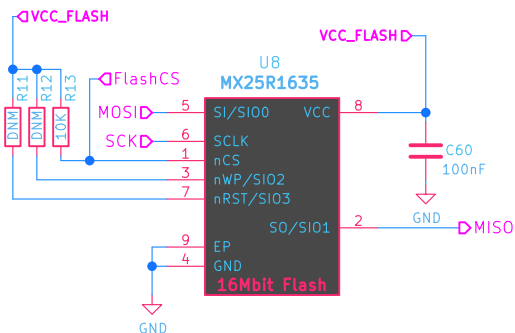 VCC_FLASH
VCC_FLASH
U8
MX25R1635
R11
R12
R13
FlashCS
DNM
DNM
10K
MOSI
5
SI/SIO0
VCC
8
SCK
6
SCLK
1
nCS
3
nWP/SIO2
7
nRST/SIO3
C60
100nF
GND
SO/SIO1
2
MISO
9
EP
4
GND
16Mbit Flash
GND